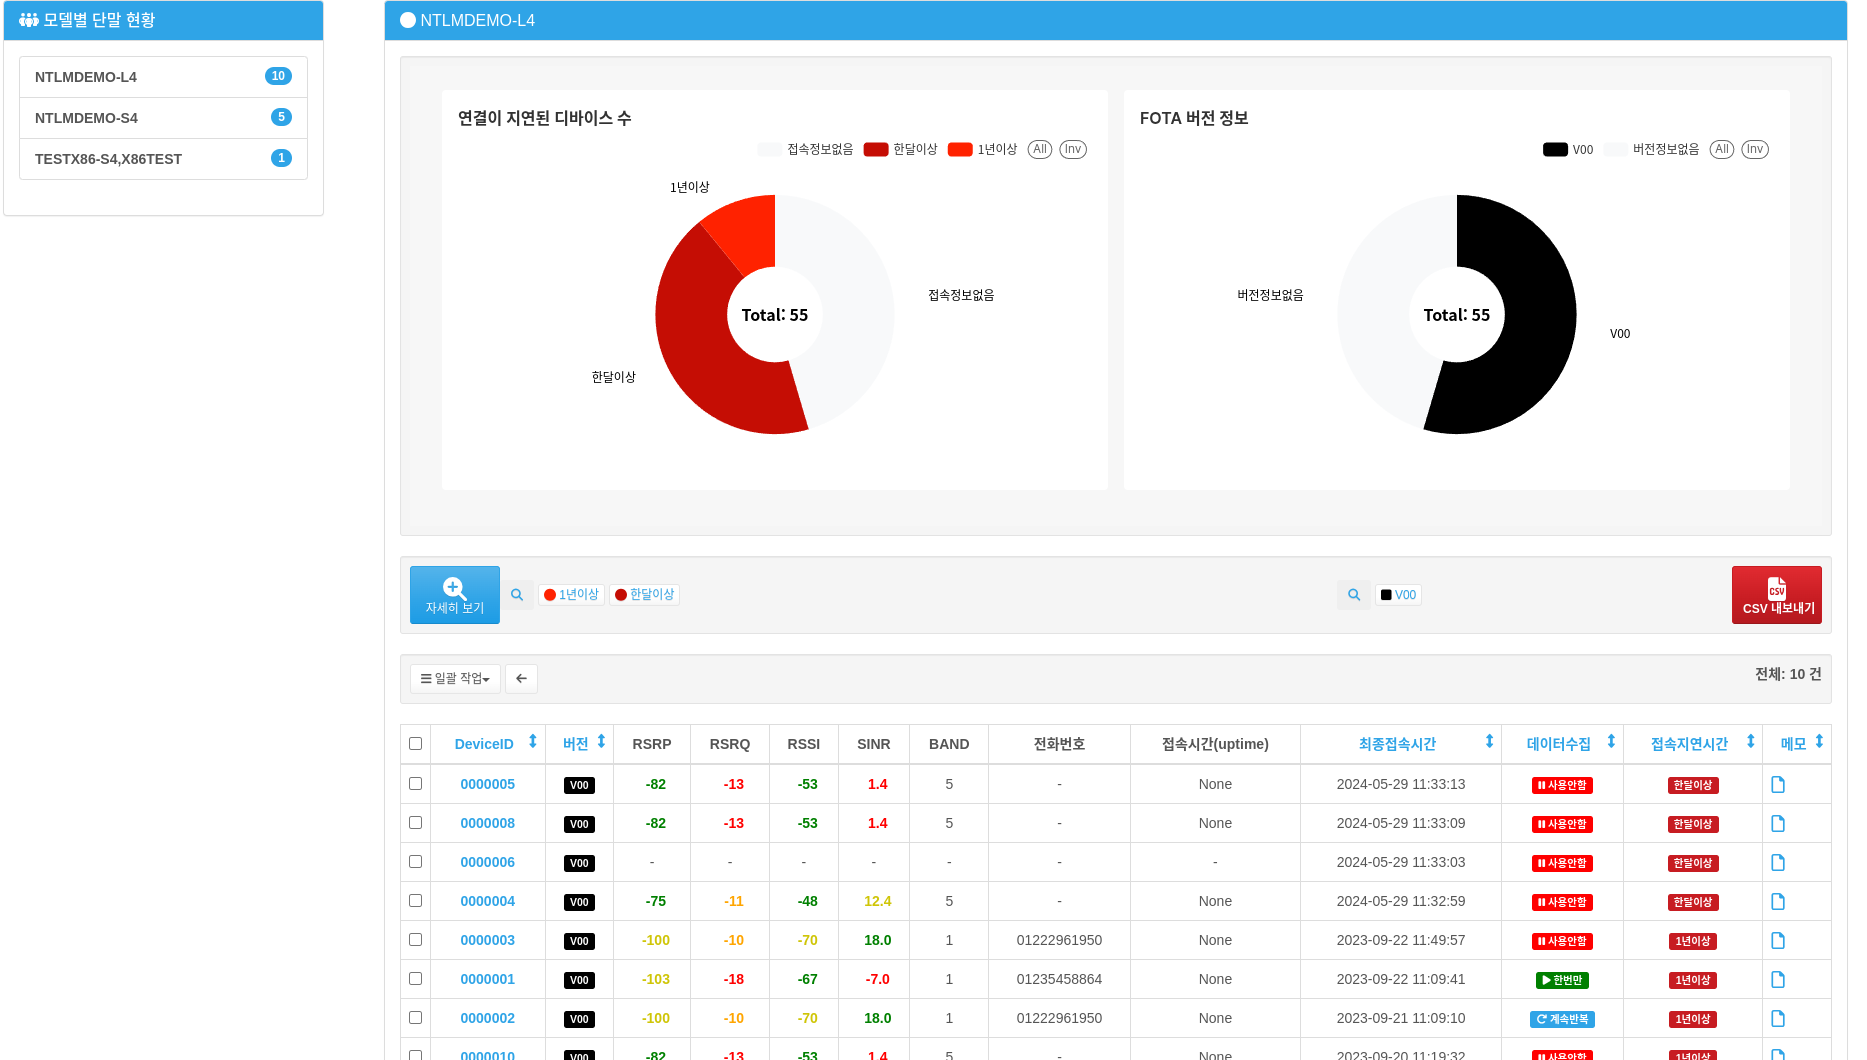 모델별 단말 현황
NTLMDEMO-L4 10
NTLMDEMO-S4 5
TESTX86-S4,X86TEST 1
NTLMDEMO-L4
연결이 지연된 디바이스 수
접속정보없음 한달이상 1년이상 All Inv
1년이상
접속정보없음
Total: 55
한달이상
FOTA 버전 정보
V00 버전정보없음 All Inv
버전정보없음
Total: 55
V00
자세히 보기 1년이상 한달이상 V00 CSV CSV 내보내기
일괄 작업 전체: 10 건
DeviceID 버전 RSRP RSRQ RSSI SINR BAND 전화번호 접속시간(uptime) 최종접속시간 데이터수집 접속지연시간 메모
0000005 V00 -82 -13 -53 1.4 5 - None 2024-05-29 11:33:13 사용안함 한달이상
0000008 V00 -82 -13 -53 1.4 5 - None 2024-05-29 11:33:09 사용안함 한달이상
0000006 V00 - - - - - - - 2024-05-29 11:33:03 사용안함 한달이상
0000004 V00 -75 -11 -48 12.4 5 - None 2024-05-29 11:32:59 사용안함 한달이상
0000003 V00 -100 -10 -70 18.0 1 01222961950 None 2023-09-22 11:49:57 사용안함 1년이상
0000001 V00 -103 -18 -67 -7.0 1 01235458864 None 2023-09-22 11:09:41 한번만 1년이상
0000002 V00 -100 -10 -70 18.0 1 01222961950 None 2023-09-21 11:09:10 계속반복 1년이상
0000010 V00 -82 -13 -53 1.4 5 - None 2023-09-20 11:19:32 사용안함 1년이상